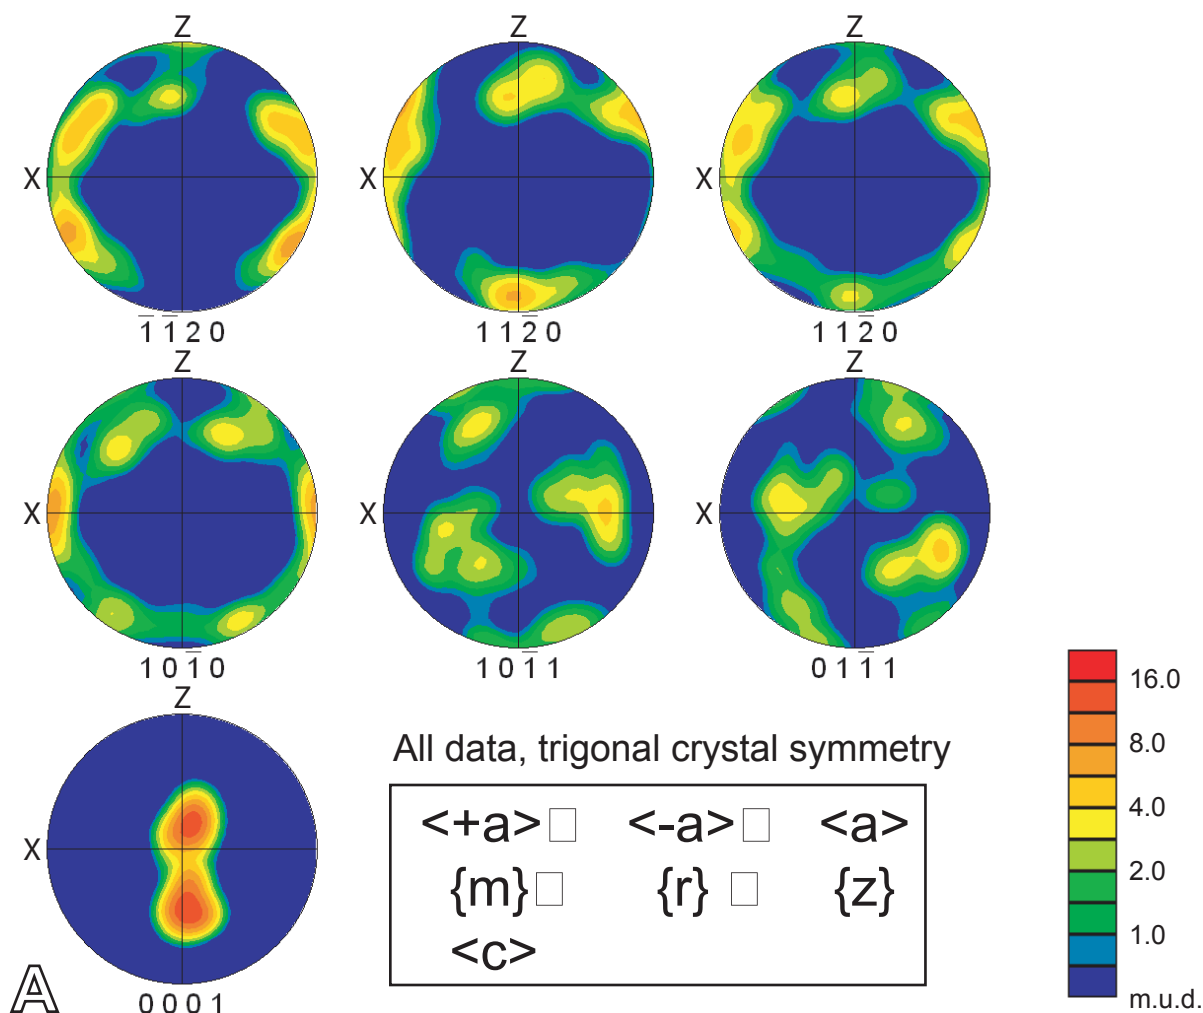 Z Z Z
X X X
1̅ 1̅ 2 0 1 1 2̅ 0 1 1 2̅ 0
Z Z Z
X X X
1 0 1̅ 0 1 0 1̅ 1 0 1 1̅ 1
Z
X
0 0 0 1
A
All data, trigonal crystal symmetry
<+a>□ <-a>□ <a>
{m}□ {r} □ {z}
<c>
16.0
8.0
4.0
2.0
1.0
m.u.d.